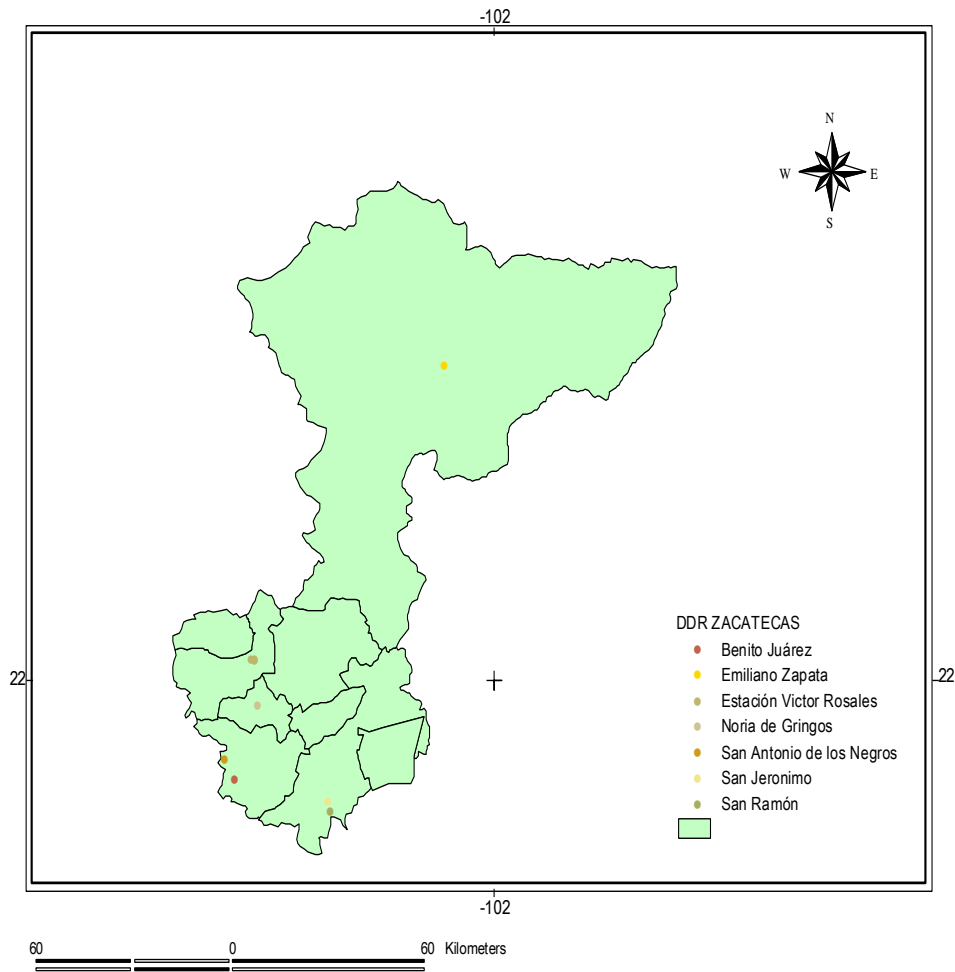 -102
N
W E
S
DDR ZACATECAS
Benito Juárez
22 22
Emiliano Zapata
Estación Victor Rosales
Noria de Gringos
San Antonio de los Negros
San Jeronimo
San Ramón
-102
60 0 60 Kilometers